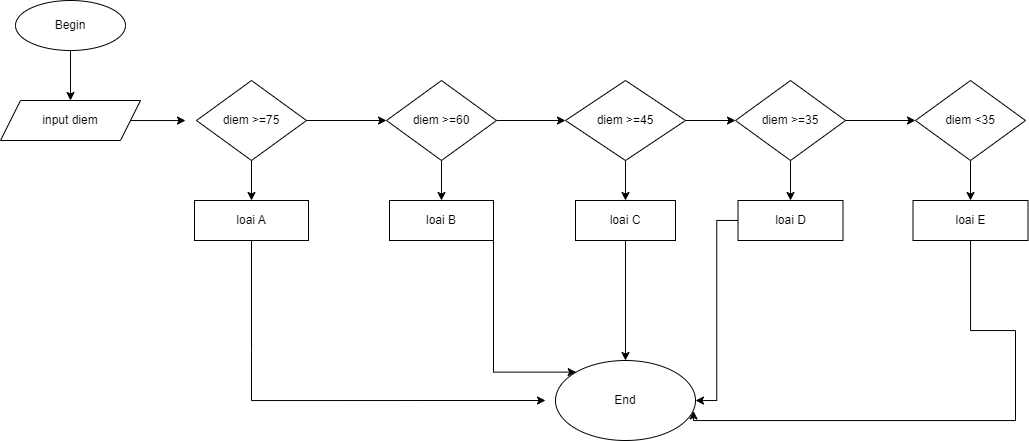 Begin
input diem
diem >=75
diem >=60
diem >=45
diem >=35
diem <35
loai A
loai B
loai C
loai D
loai E
End